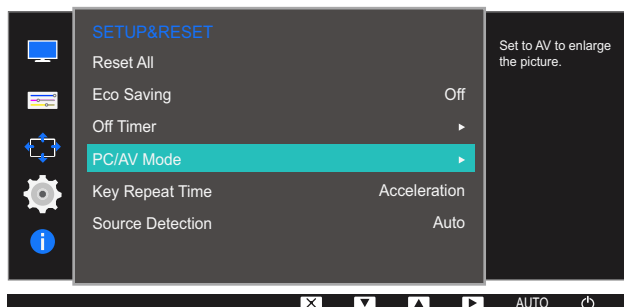 SETUP&RESET
Reset All
Eco Saving Off
Off Timer
PC/AV Mode
Key Repeat Time Acceleration
Source Detection Auto
Set to AV to enlarge
the picture.
AUTO